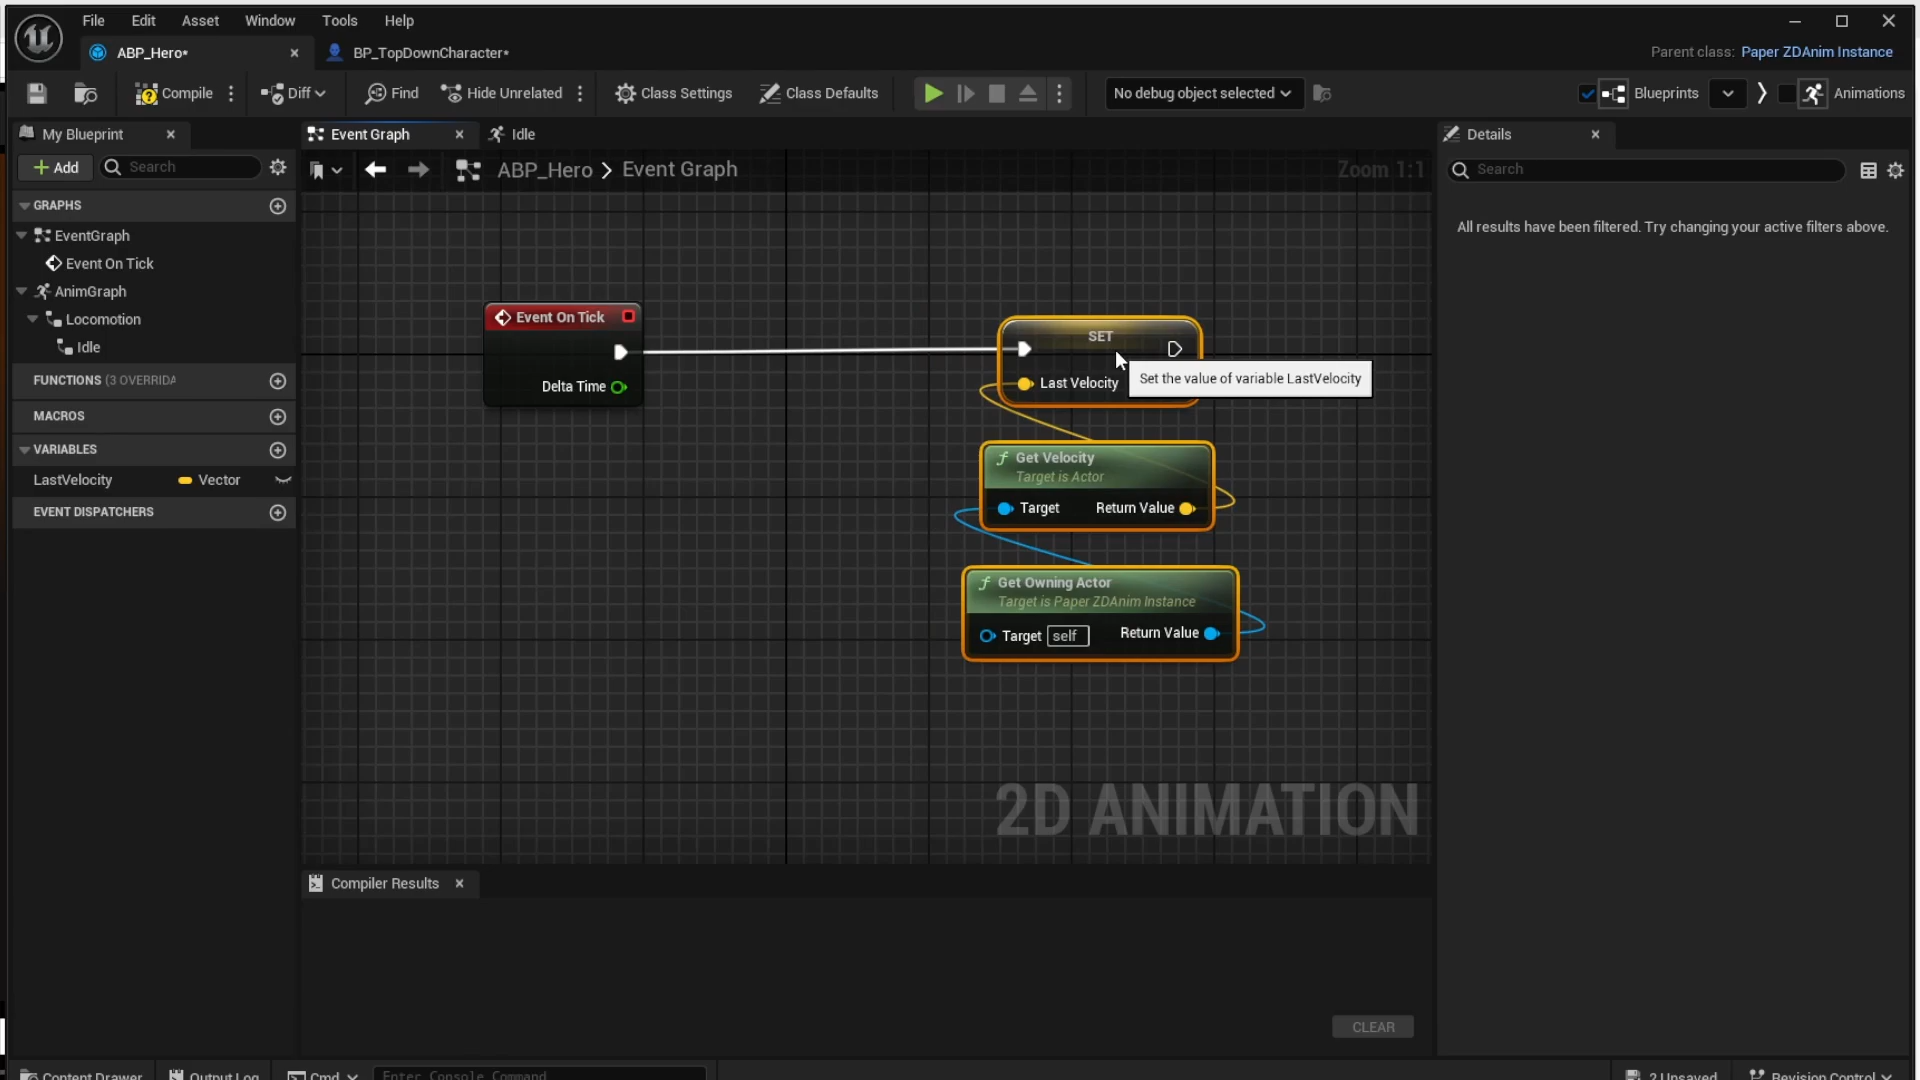 File Edit Asset Window Tools Help
ABP_Hero*
BP_TopDownCharacter*
Parent class: Paper ZDAnim Instance
Compile
Diff
Find
Hide Unrelated
Class Settings
Class Defaults
No debug object selected
Blueprints
Animations
My Blueprint
Event Graph
Idle
Details
Add
Search
ABP_Hero > Event Graph
Zoom 1:1
Search
GRAPHS
EventGraph
Event On Tick
AnimGraph
Locomotion
Idle
FUNCTIONS (3 OVERRIDA
MACROS
VARIABLES
LastVelocity
Vector
EVENT DISPATCHERS
All results have been filtered. Try changing your active filters above.
Event On Tick
Delta Time
SET
Last Velocity
Set the value of variable LastVelocity
Get Velocity
Target is Actor
Target
Return Value
Get Owning Actor
Target is Paper ZDAnim Instance
Target self
Return Value
2D ANIMATION
Compiler Results
CLEAR
Content Drawer
Output Log
Cmd
Enter Console Command
2 Unsaved
Revision Control